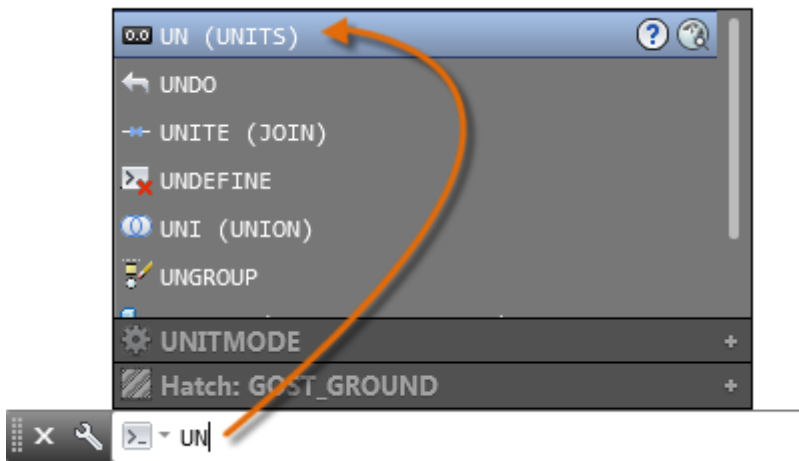 0.0 UN (UNITS) ?
UNDO
UNITE (JOIN)
UNDEFINE
UNI (UNION)
UNGROUP
UNITMODE +
Hatch: GOST_GROUND +
UN